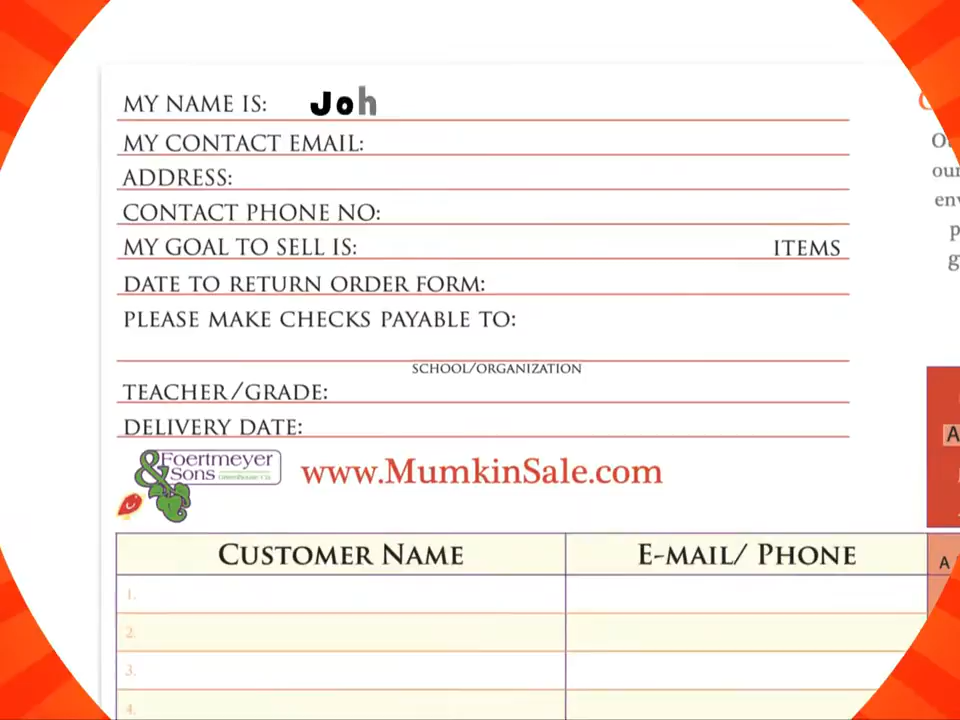 MY NAME IS: Joh
MY CONTACT EMAIL:
ADDRESS:
CONTACT PHONE NO:
MY GOAL TO SELL IS: ITEMS
DATE TO RETURN ORDER FORM:
PLEASE MAKE CHECKS PAYABLE TO:
SCHOOL/ORGANIZATION
TEACHER/GRADE:
DELIVERY DATE:
Foertmeyer
& Sons
Greenhouse Co.
www.MumkinSale.com
CUSTOMER NAME E-MAIL/ PHONE
A
1.
2.
3.
4.